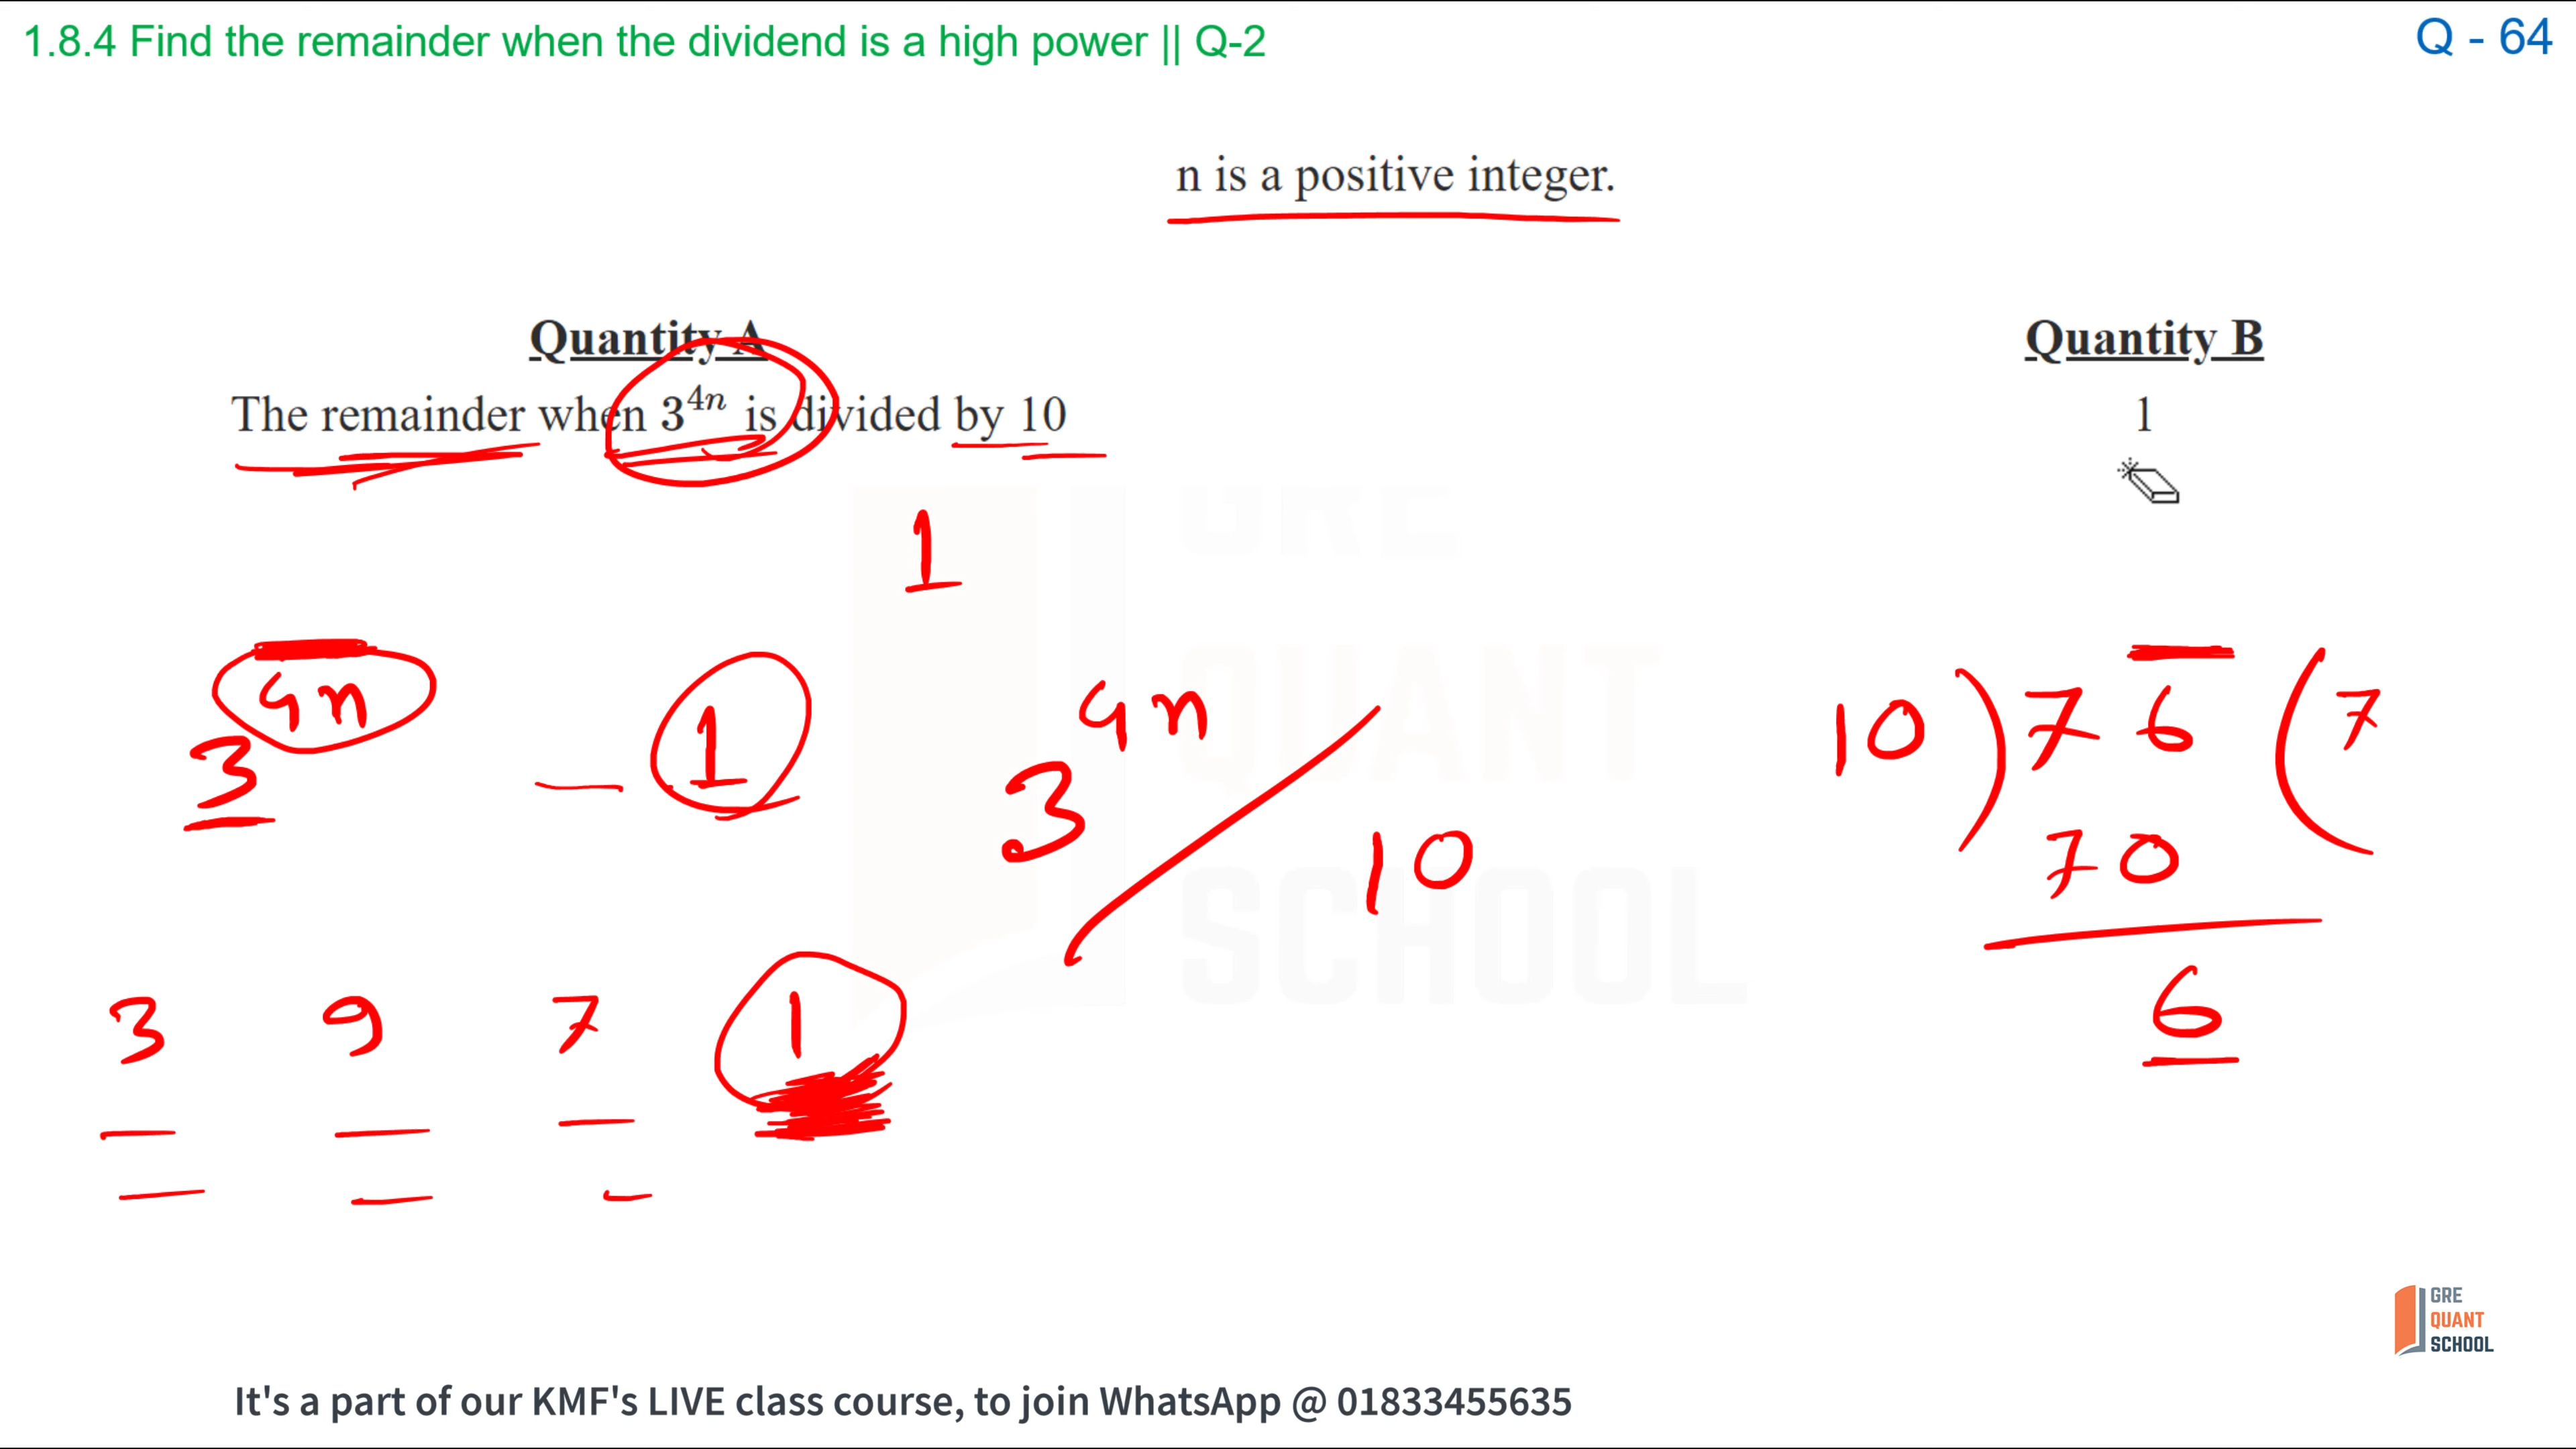 1.8.4 Find the remainder when the dividend is a high power || Q-2
Q - 64
n is a positive integer.
Quantity A
Quantity B
The remainder when 3^{4n} is divided by 10
1
1
3^{4n} — 1
3^{4n} / 10
10 ) 76 ( 7
70
6
3 9 7 1
GRE
QUANT
SCHOOL
GRE
QUANT
SCHOOL
It's a part of our KMF's LIVE class course, to join WhatsApp @ 01833455635